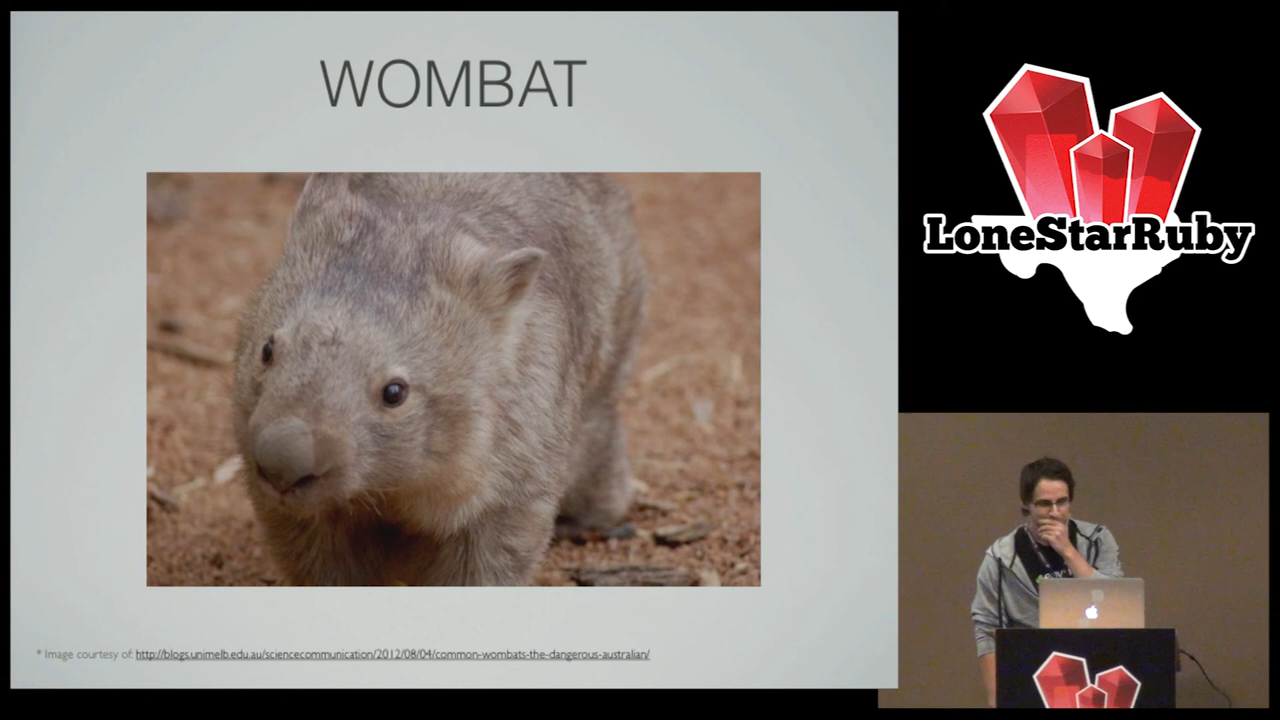 WOMBAT
LoneStarRuby
* Image courtesy of: http://blogs.unimelb.edu.au/sciencecommunication/2012/08/04/common-wombats-the-dangerous-australian/